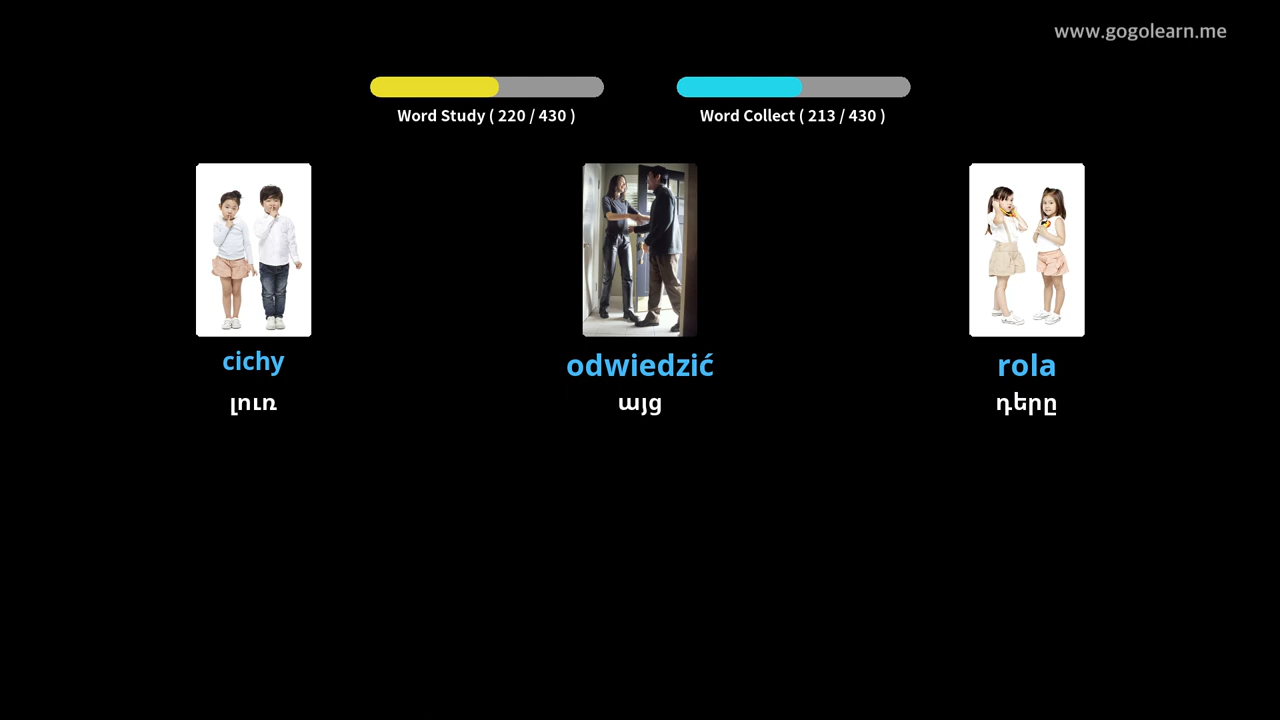 www.gogolearn.me
Word Study ( 220 / 430 )
Word Collect ( 213 / 430 )
cichy
լուռ
odwiedzić
այց
rola
դերը